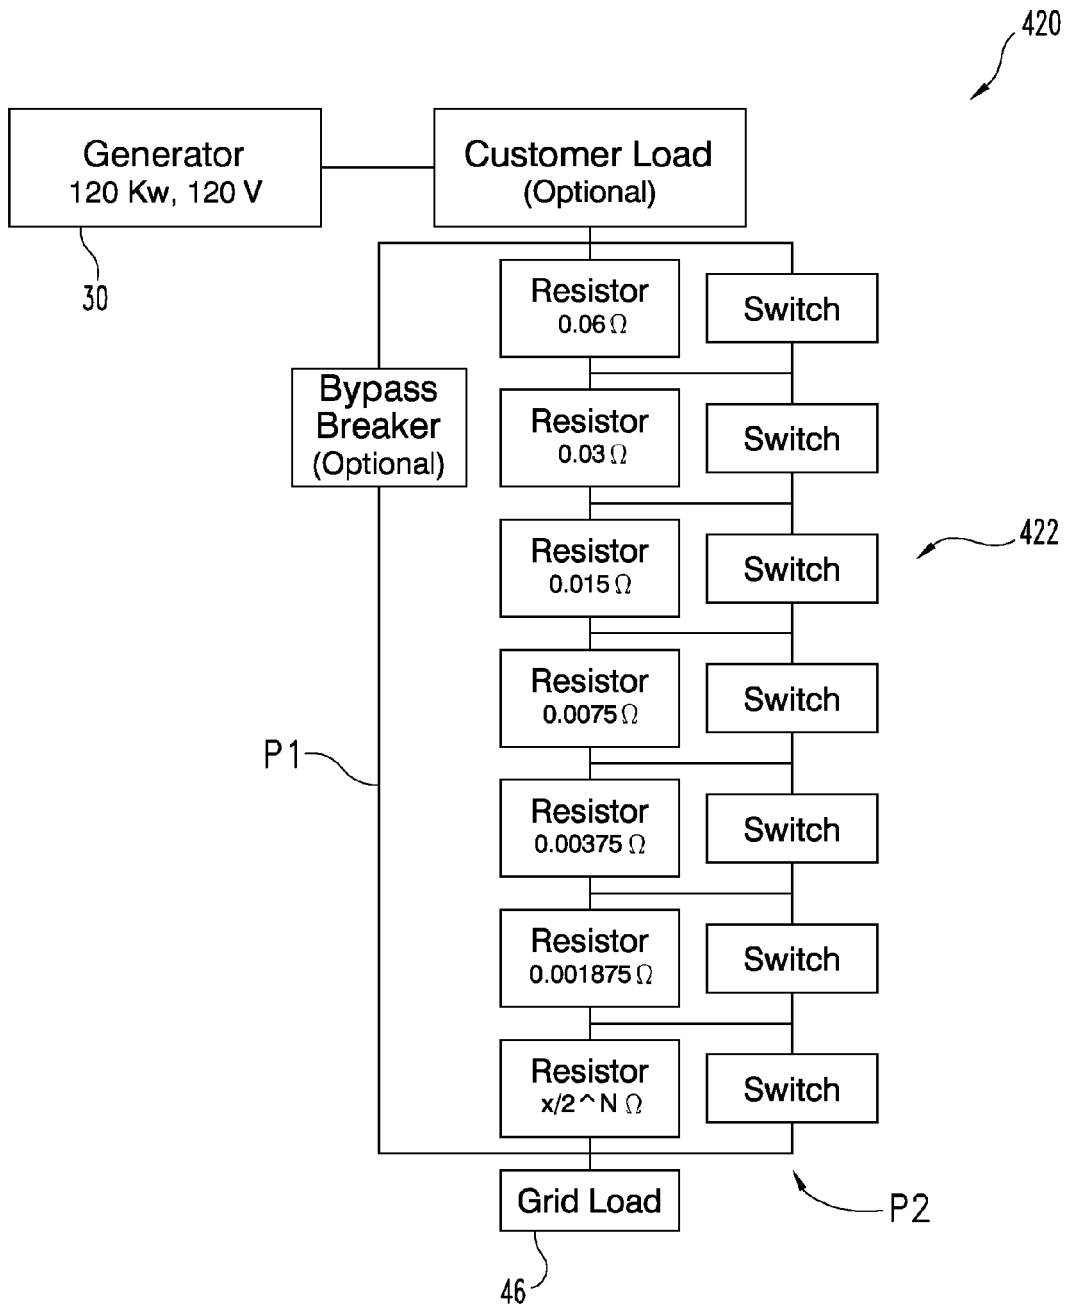 420
Generator
120 Kw, 120 V
Customer Load
(Optional)
30
Resistor
0.06 Ω
Switch
Bypass
Breaker
(Optional)
Resistor
0.03 Ω
Switch
Resistor
0.015 Ω
Switch
422
Resistor
0.0075 Ω
Switch
P1
Resistor
0.00375 Ω
Switch
Resistor
0.001875 Ω
Switch
Resistor
x/2^N Ω
Switch
Grid Load
P2
46